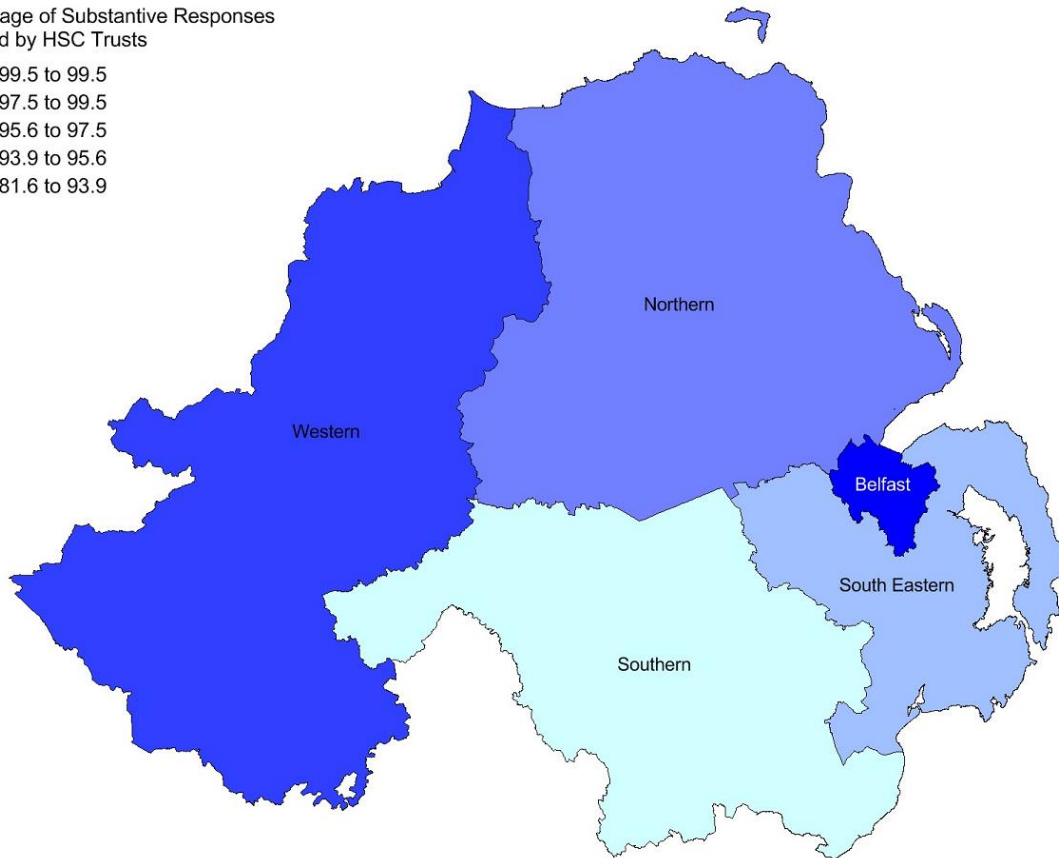 age of Substantive Responses
d by HSC Trusts
99.5 to 99.5
97.5 to 99.5
95.6 to 97.5
93.9 to 95.6
81.6 to 93.9
Northern
Western
Belfast
South Eastern
Southern